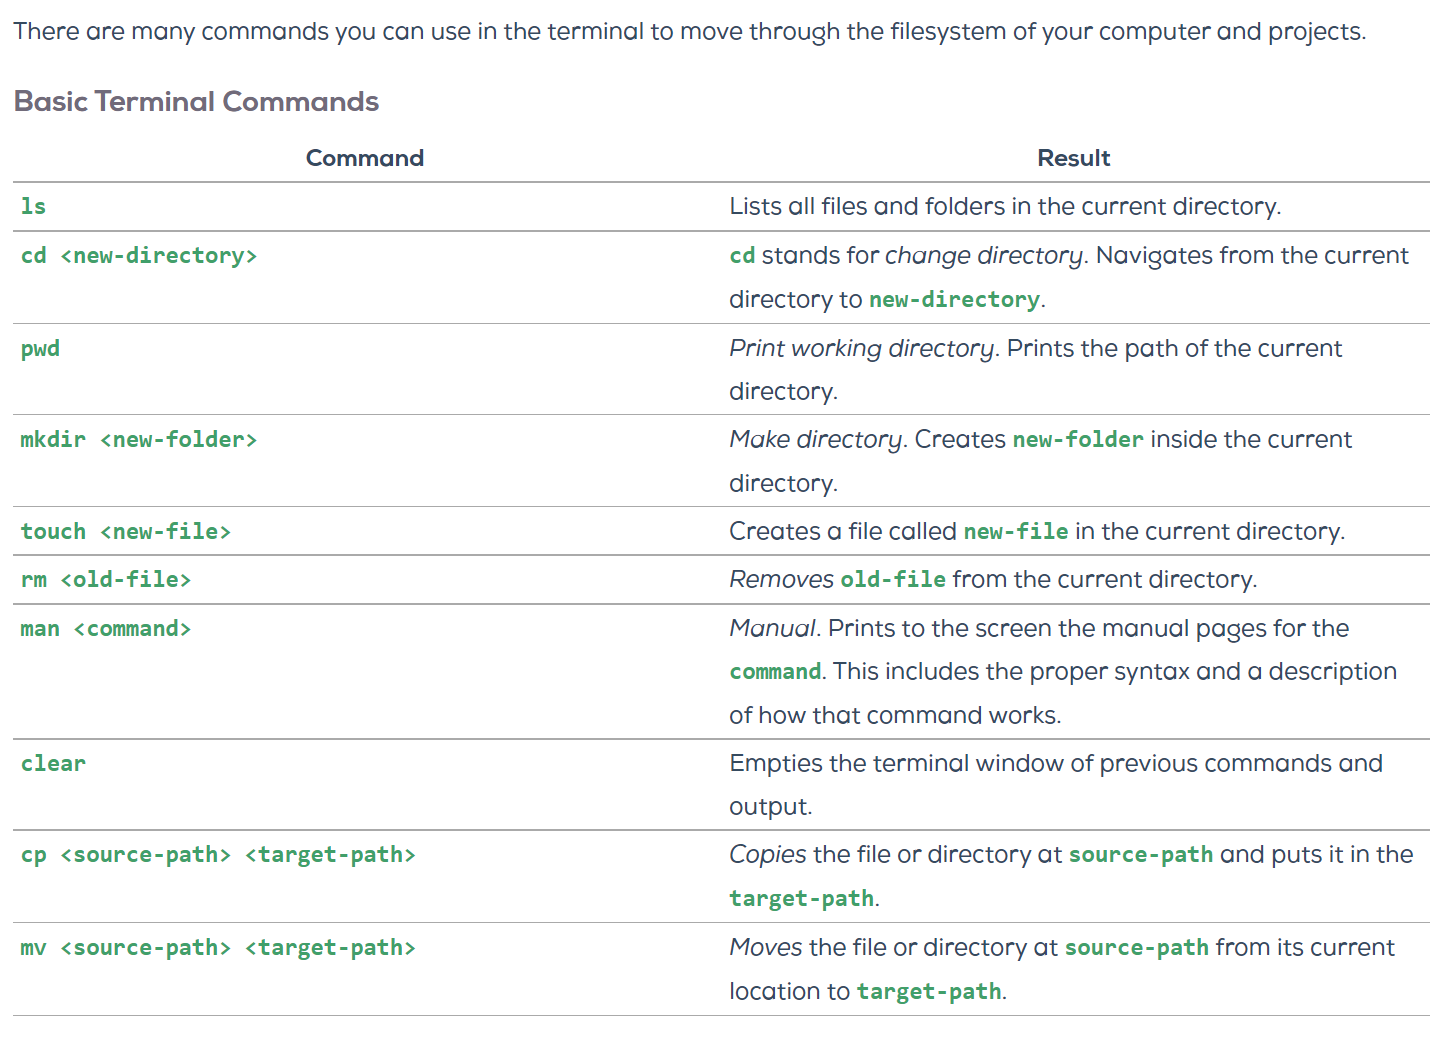 There are many commands you can use in the terminal to move through the filesystem of your computer and projects.
Basic Terminal Commands
Command Result
ls Lists all files and folders in the current directory.
cd <new-directory> cd stands for change directory. Navigates from the current
directory to new-directory.
pwd Print working directory. Prints the path of the current
directory.
mkdir <new-folder> Make directory. Creates new-folder inside the current
directory.
touch <new-file> Creates a file called new-file in the current directory.
rm <old-file> Removes old-file from the current directory.
man <command> Manual. Prints to the screen the manual pages for the
command. This includes the proper syntax and a description
of how that command works.
clear Empties the terminal window of previous commands and
output.
cp <source-path> <target-path> Copies the file or directory at source-path and puts it in the
target-path.
mv <source-path> <target-path> Moves the file or directory at source-path from its current
location to target-path.